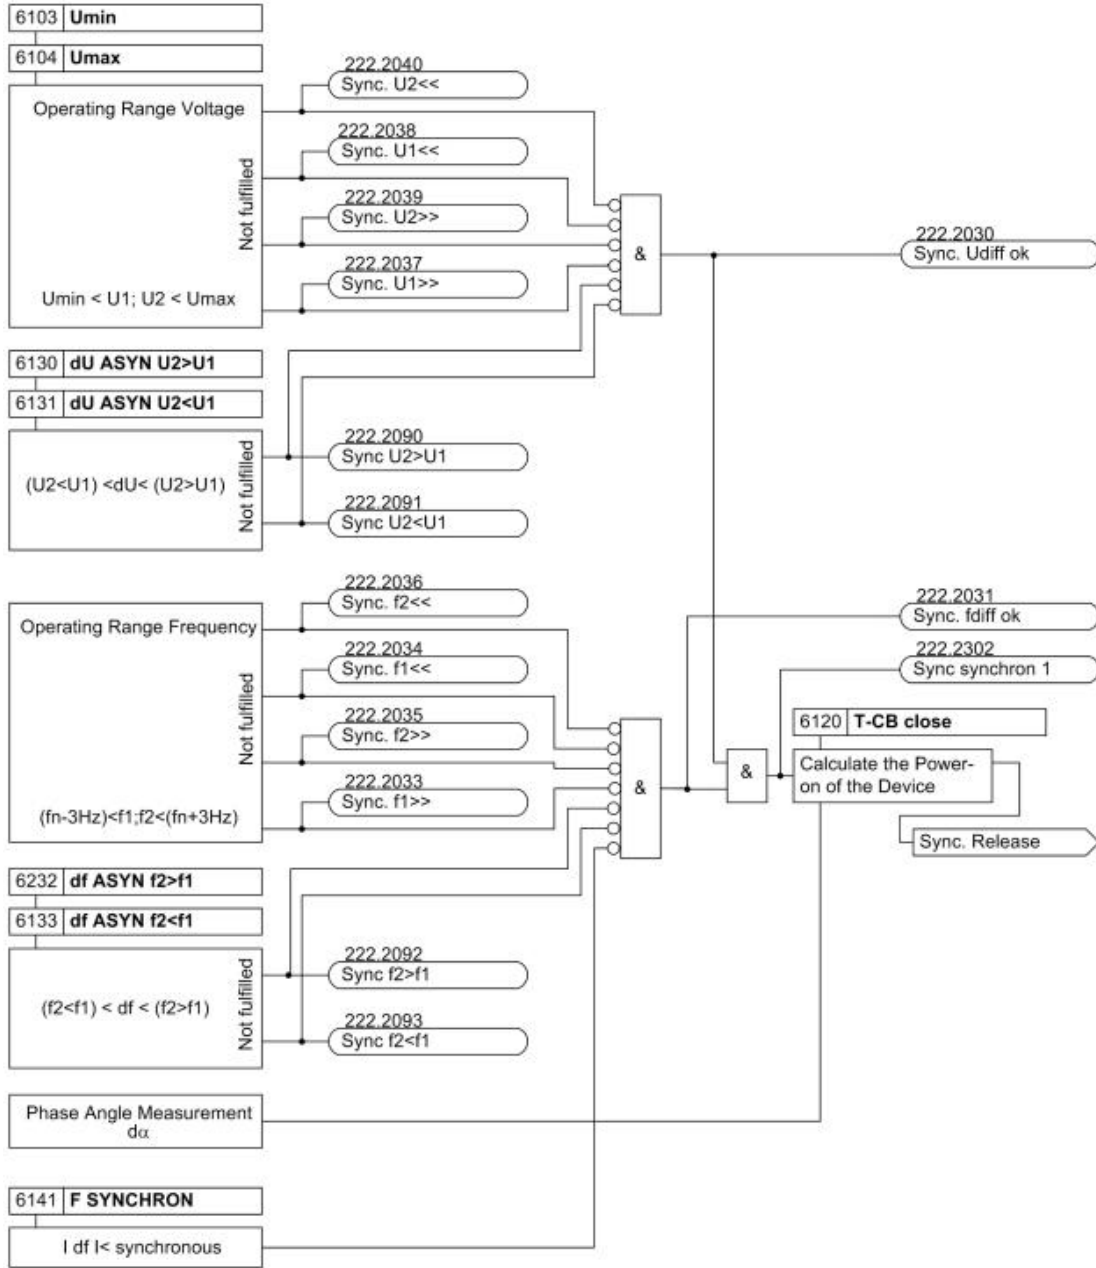 6103 Umin
6104 Umax
Operating Range Voltage
Not fulfilled
Umin < U1; U2 < Umax
222.2040
Sync. U2<<
222.2038
Sync. U1<<
222.2039
Sync. U2>>
222.2037
Sync. U1>>
&
222.2030
Sync. Udiff ok
6130 dU ASYN U2>U1
6131 dU ASYN U2<U1
(U2<U1) <dU< (U2>U1)
Not fulfilled
222.2090
Sync U2>U1
222.2091
Sync U2<U1
Operating Range Frequency
Not fulfilled
(fn-3Hz)<f1;f2<(fn+3Hz)
222.2036
Sync. f2<<
222.2034
Sync. f1<<
222.2035
Sync. f2>>
222.2033
Sync. f1>>
&
222.2031
Sync. fdiff ok
222.2302
Sync synchron 1
6120 T-CB close
&
Calculate the Power-
on of the Device
Sync. Release
6232 df ASYN f2>f1
6133 df ASYN f2<f1
(f2<f1) < df < (f2>f1)
Not fulfilled
222.2092
Sync f2>f1
222.2093
Sync f2<f1
Phase Angle Measurement
dα
6141 F SYNCHRON
I df I< synchronous